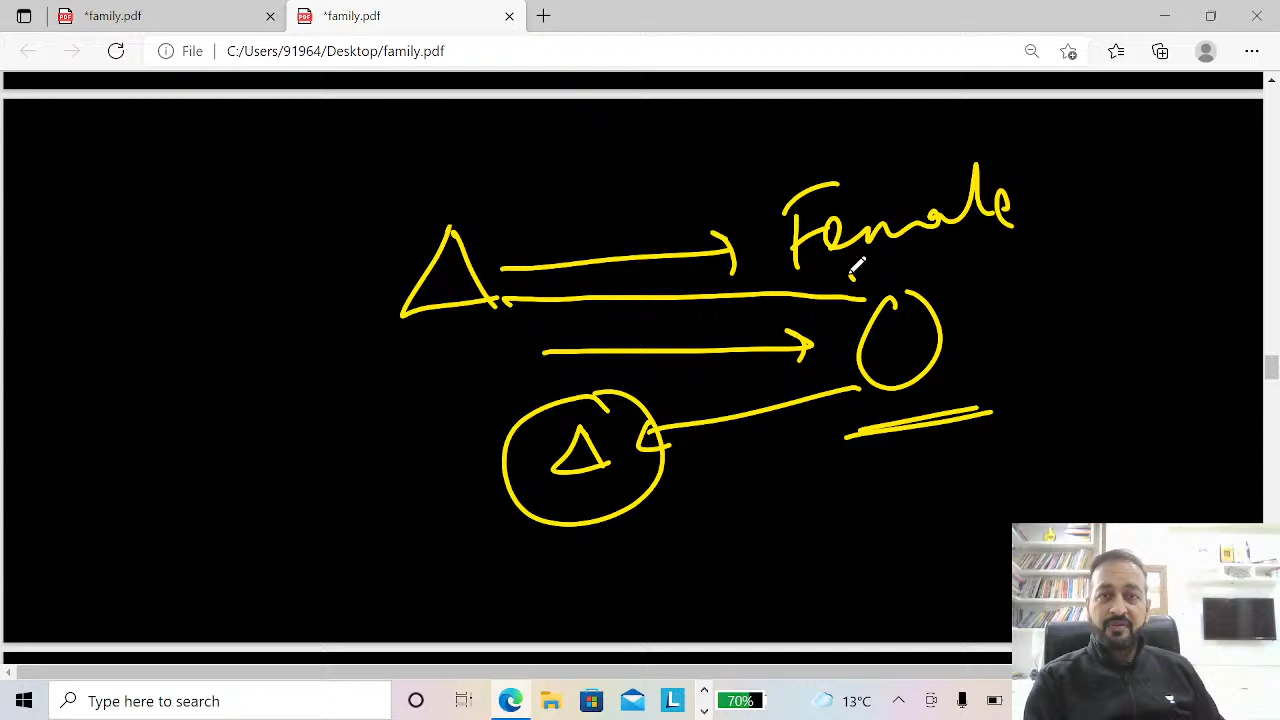 *family.pdf
*family.pdf
File
C:/Users/91964/Desktop/family.pdf
Female
Type here to search
L
70%
13°C